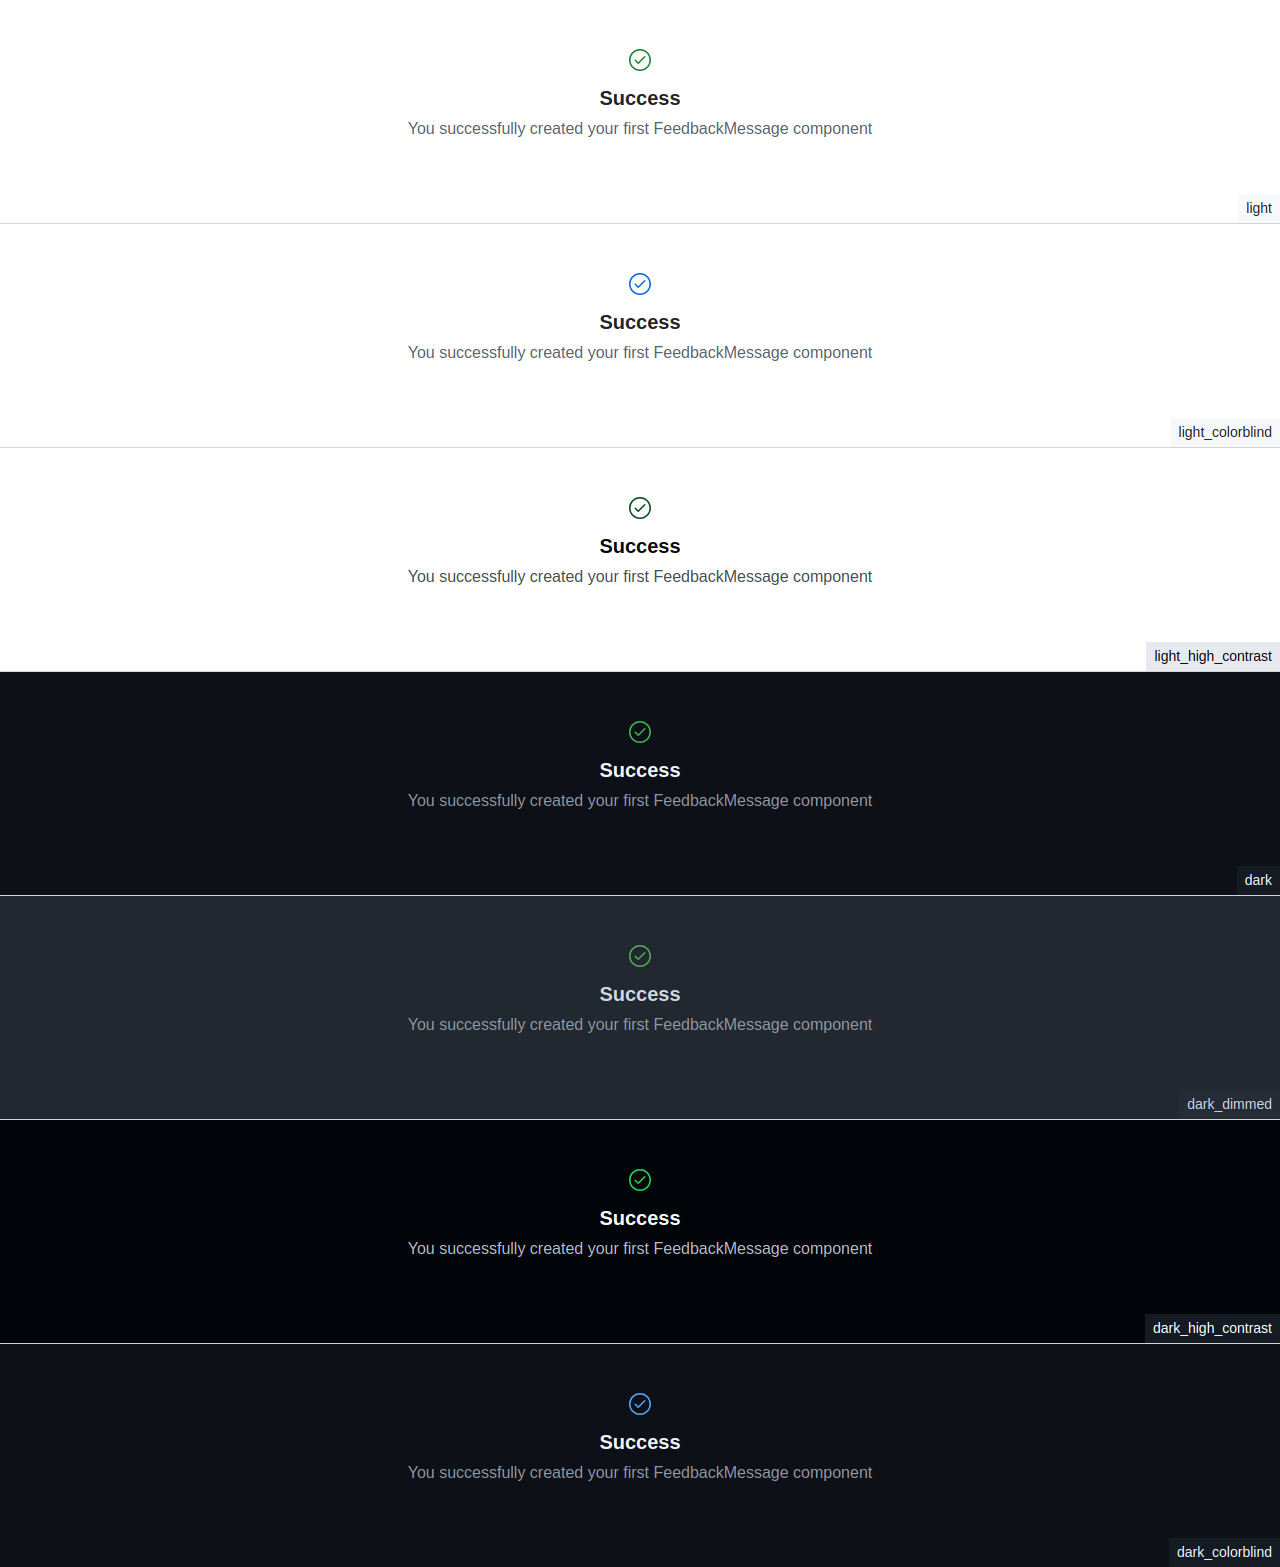 Success
You successfully created your first FeedbackMessage component
light
Success
You successfully created your first FeedbackMessage component
light_colorblind
Success
You successfully created your first FeedbackMessage component
light_high_contrast
Success
You successfully created your first FeedbackMessage component
dark
Success
You successfully created your first FeedbackMessage component
dark_dimmed
Success
You successfully created your first FeedbackMessage component
dark_high_contrast
Success
You successfully created your first FeedbackMessage component
dark_colorblind